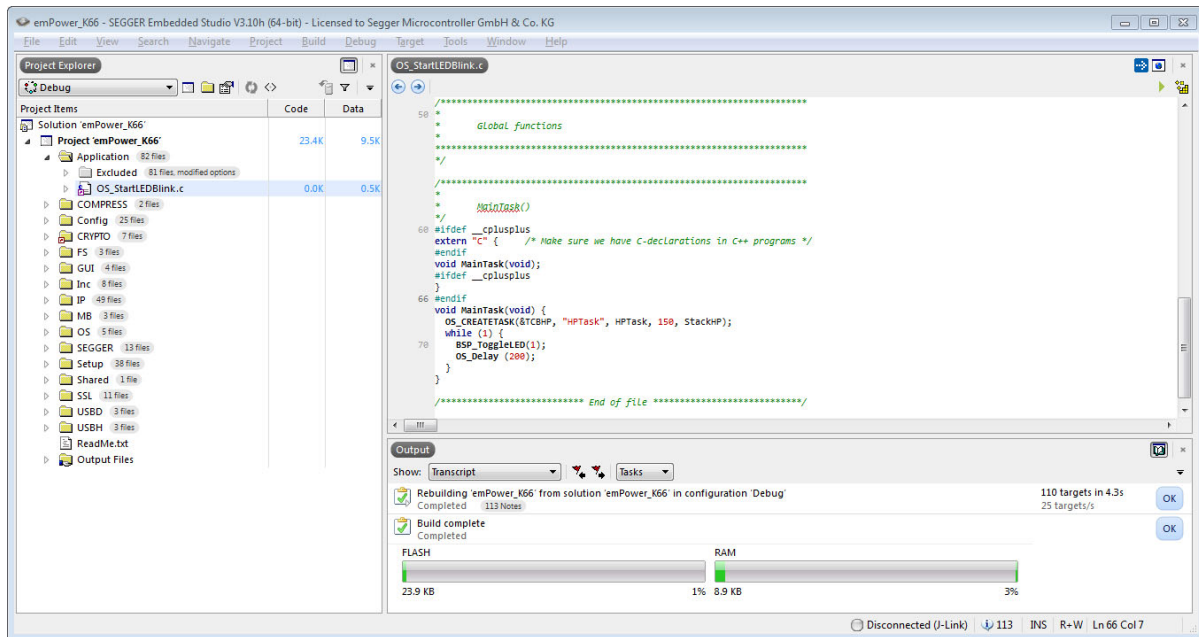 emPower_K66 - SEGGER Embedded Studio V3.10h (64-bit) - Licensed to Segger Microcontroller GmbH & Co. KG
File Edit View Search Navigate Project Build Debug Target Tools Window Help
Project Explorer
Debug
Project Items Code Data
Solution 'emPower_K66'
Project 'emPower_K66' 23.4K 9.5K
Application 82 files
Excluded 81 files, modified options
OS_StartLEDBlink.c 0.0K 0.5K
COMPRESS 2 files
Config 25 files
CRYPTO 7 files
FS 3 files
GUI 4 files
Inc 8 files
IP 49 files
MB 3 files
OS 5 files
SEGGER 13 files
Setup 38 files
Shared 1 file
SSL 11 files
USBD 3 files
USBH 3 files
ReadMe.txt
Output Files
OS_StartLEDBlink.c
/*********************************************************************
50 *
* Global functions
*
**********************************************************************
*/
/*********************************************************************
*
* MainTask()
*/
60 #ifdef __cplusplus
extern "C" { /* Make sure we have C-declarations in C++ programs */
#endif
void MainTask(void);
#ifdef __cplusplus
}
66 #endif
void MainTask(void) {
OS_CREATETASK(&TCBHP, "HPTask", HPTask, 150, StackHP);
while (1) {
70 BSP_ToggleLED(1);
OS_Delay (200);
}
}
/*************************** End of file ****************************/
Output
Show: Transcript Tasks
Rebuilding 'emPower_K66' from solution 'emPower_K66' in configuration 'Debug' 110 targets in 4.3s OK
Completed 113 Notes 25 targets/s
Build complete OK
Completed
FLASH RAM
23.9 KB 1% 8.9 KB 3%
Disconnected (J-Link) 113 INS R+W Ln 66 Col 7